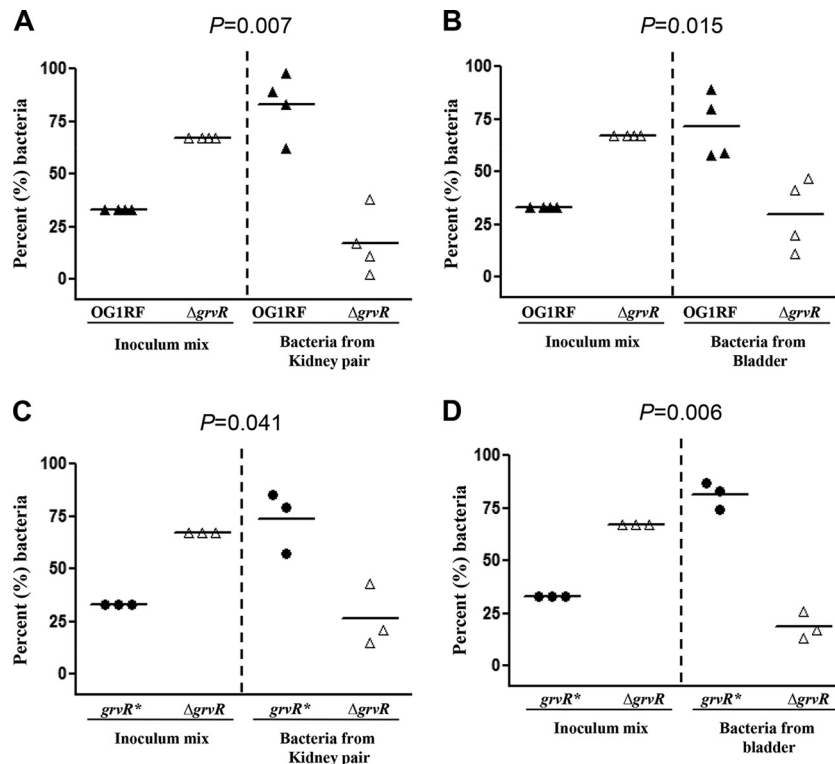 A
P=0.007
Percent (%) bacteria
100
75
50
25
0
OG1RF ΔgrvR OG1RF ΔgrvR
Inoculum mix Bacteria from
Kidney pair
B
P=0.015
Percent (%) bacteria
100
75
50
25
0
OG1RF ΔgrvR OG1RF ΔgrvR
Inoculum mix Bacteria from
Bladder
C
P=0.041
Percent (%) bacteria
100
75
50
25
0
grvR* ΔgrvR grvR* ΔgrvR
Inoculum mix Bacteria from
Kidney pair
D
P=0.006
Percent (%) bacteria
100
75
50
25
0
grvR* ΔgrvR grvR* ΔgrvR
Inoculum mix Bacteria from
bladder